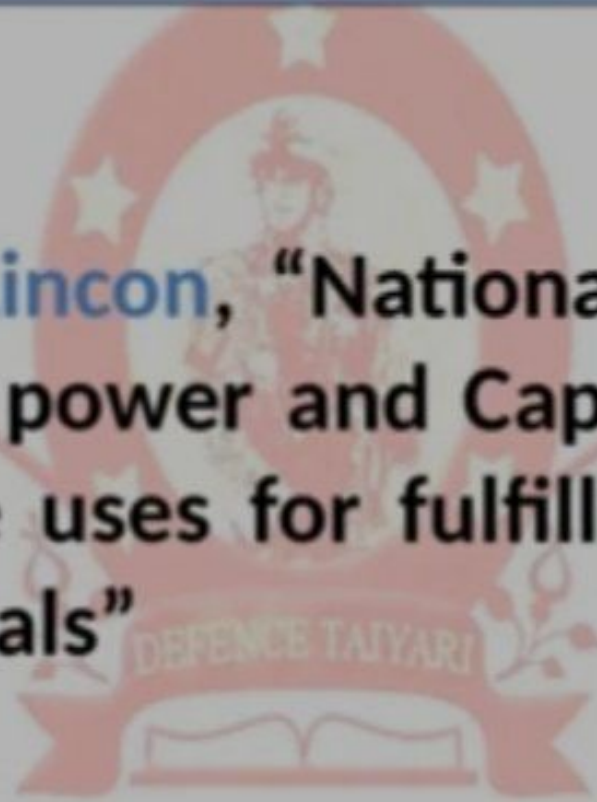 incon, “Nationa
power and Cap
uses for fulfill
als”
DEFENCE TAIYARI